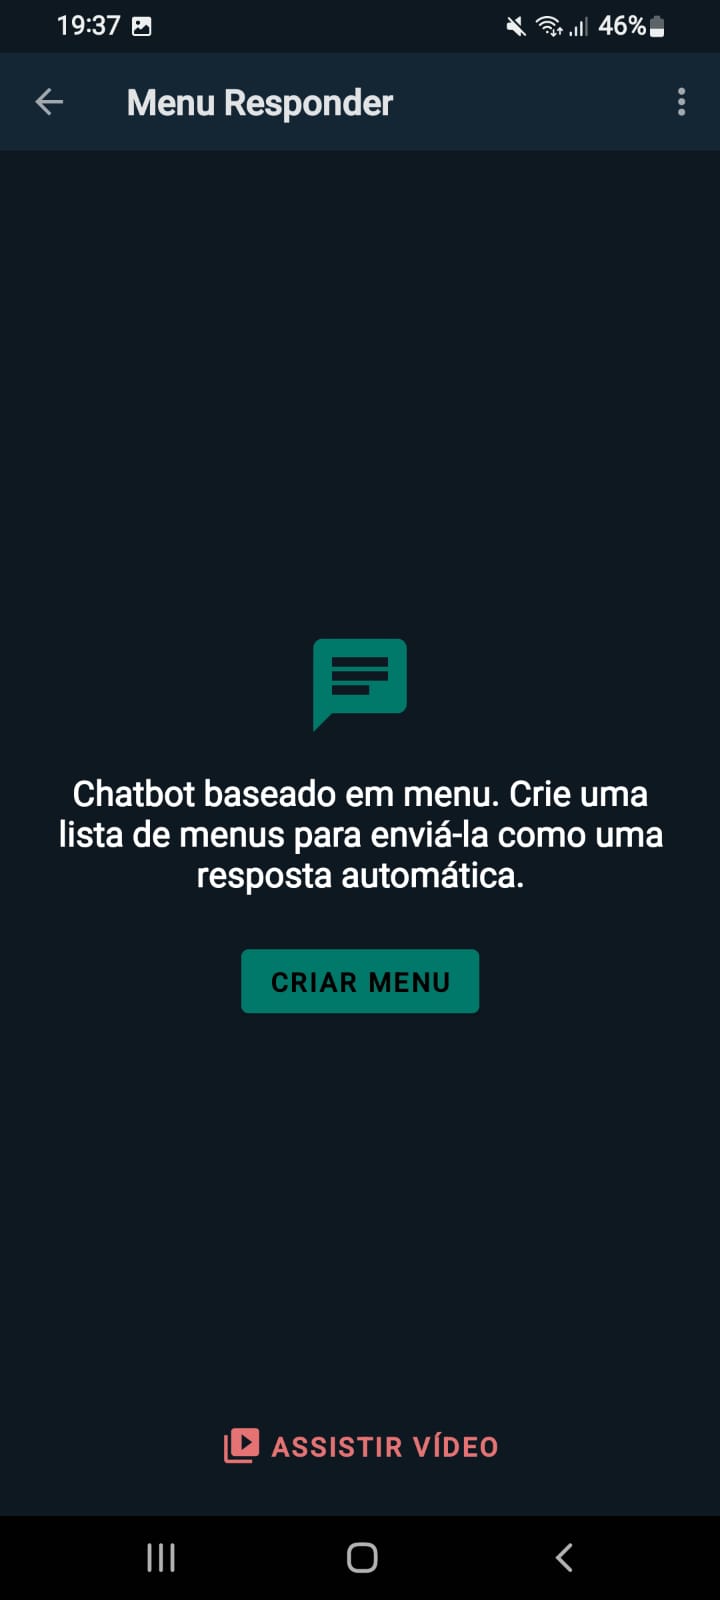 19:37
46%
Menu Responder
Chatbot baseado em menu. Crie uma
lista de menus para enviá-la como uma
resposta automática.
CRIAR MENU
ASSISTIR VÍDEO